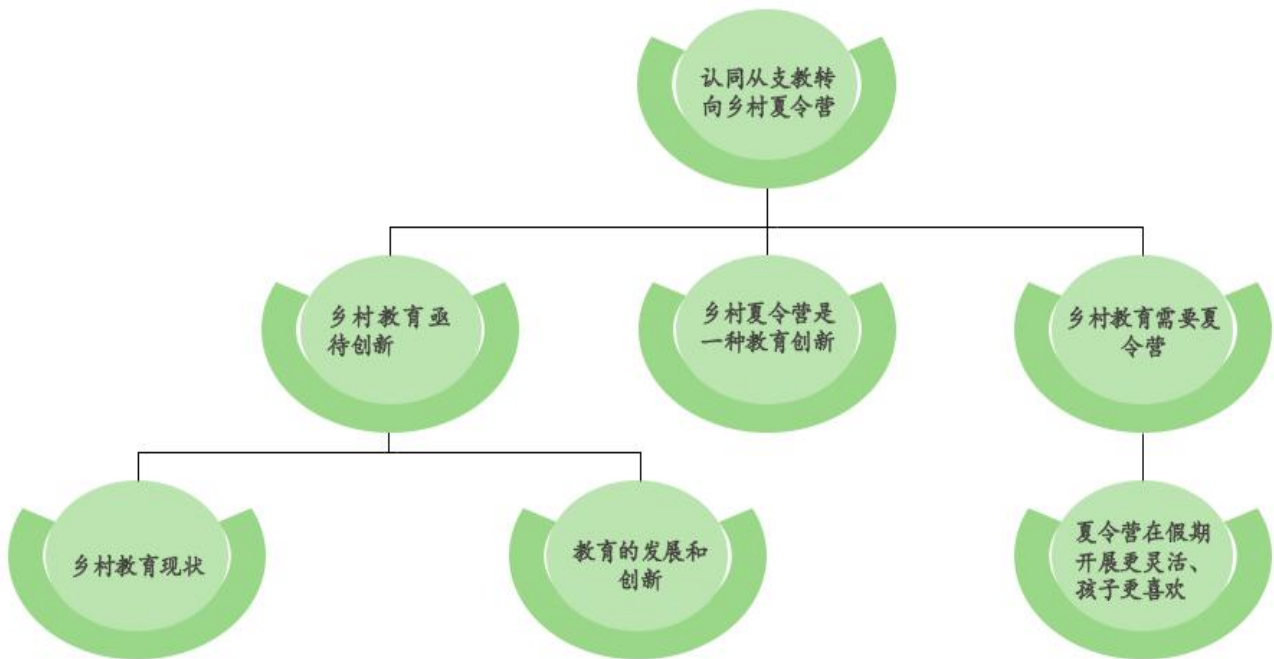 认同从支教转
向乡村夏令营
乡村教育亟
待创新
乡村夏令营是
一种教育创新
乡村教育需要夏
令营
乡村教育现状
教育的发展和
创新
夏令营在假期
开展更灵活、
孩子更喜欢